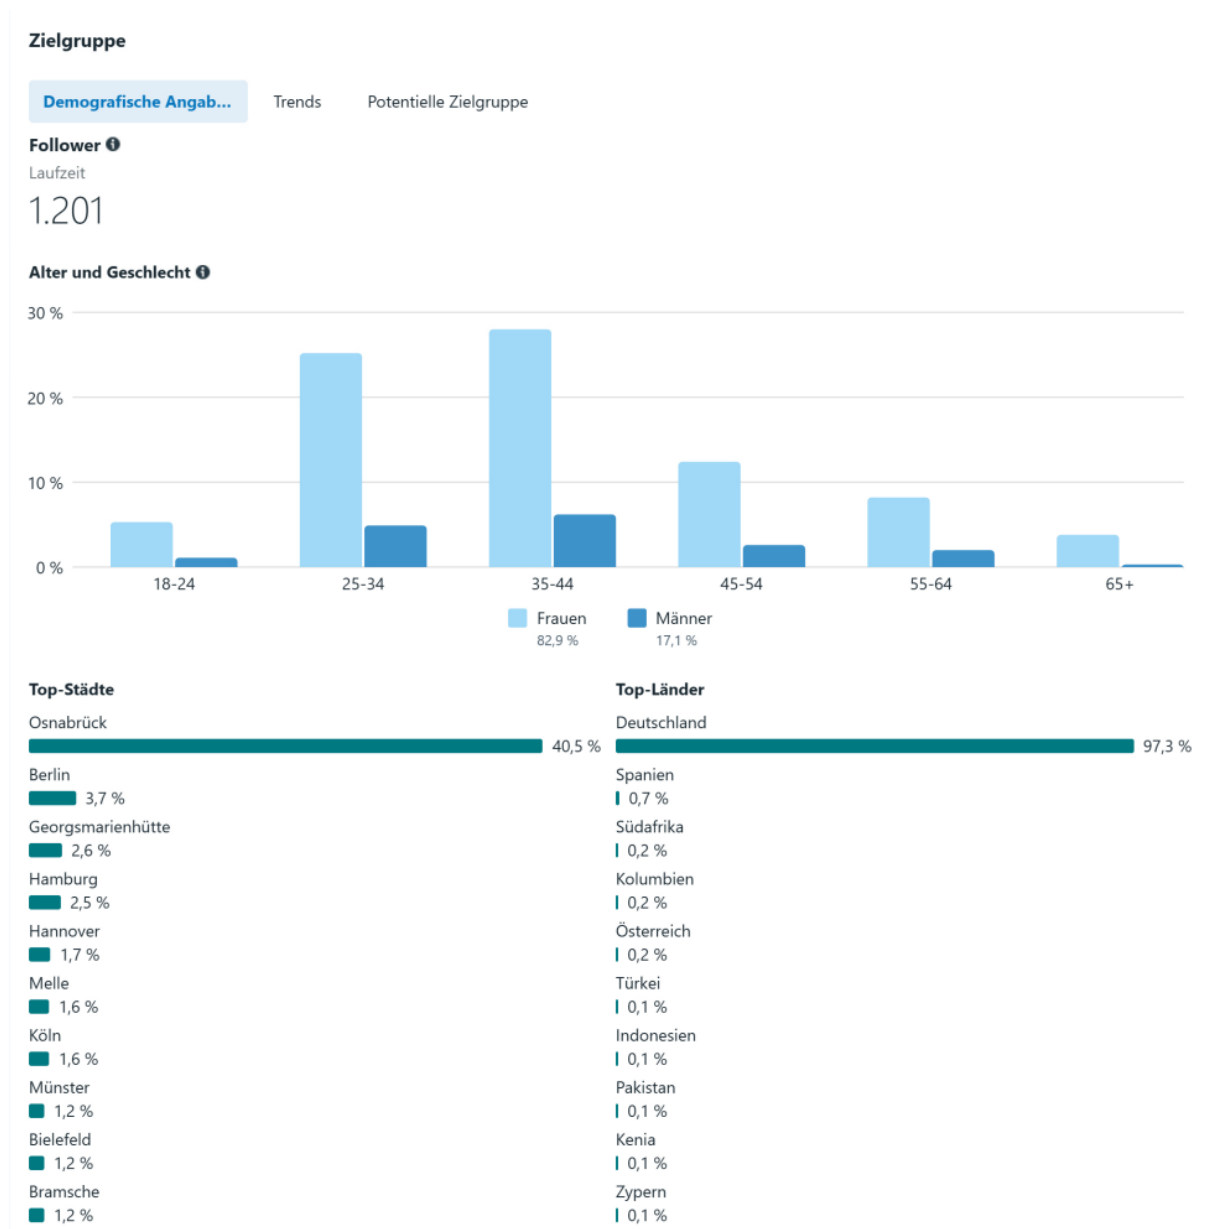 Zielgruppe
Demografische Angab... Trends Potentielle Zielgruppe
Follower
Laufzeit
1.201
Alter und Geschlecht
30 %
20 %
10 %
0 %
18-24 25-34 35-44 45-54 55-64 65+
Frauen Männer
82,9 % 17,1 %
Top-Städte
Osnabrück
40,5 %
Berlin
3,7 %
Georgsmarienhütte
2,6 %
Hamburg
2,5 %
Hannover
1,7 %
Melle
1,6 %
Köln
1,6 %
Münster
1,2 %
Bielefeld
1,2 %
Bramsche
1,2 %
Top-Länder
Deutschland
97,3 %
Spanien
0,7 %
Südafrika
0,2 %
Kolumbien
0,2 %
Österreich
0,2 %
Türkei
0,1 %
Indonesien
0,1 %
Pakistan
0,1 %
Kenia
0,1 %
Zypern
0,1 %